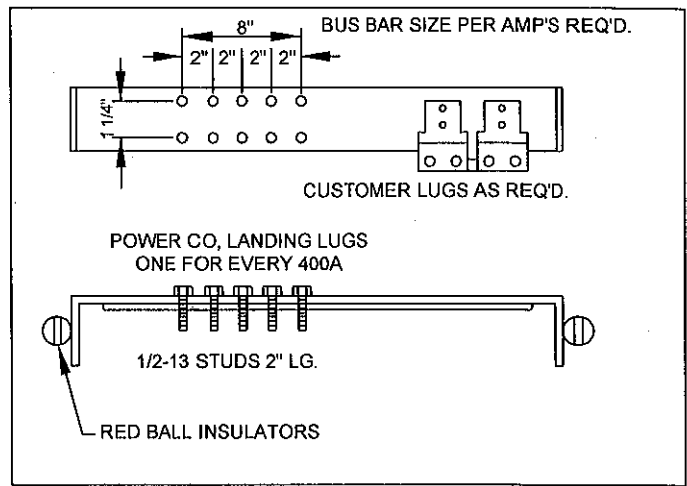 8"
BUS BAR SIZE PER AMP'S REQ'D.
2" 2" 2" 2"
1 1/4"
CUSTOMER LUGS AS REQ'D.
POWER CO, LANDING LUGS
ONE FOR EVERY 400A
1/2-13 STUDS 2" LG.
RED BALL INSULATORS